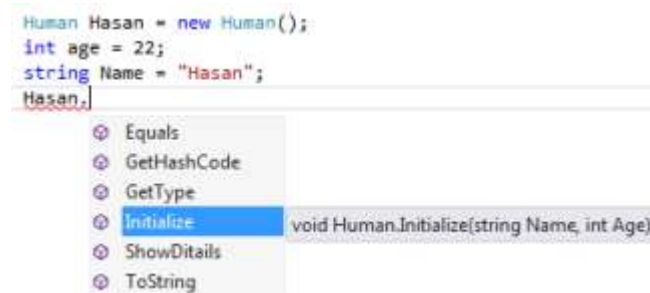 Human Hasan = new Human();
int age = 22;
string Name = "Hasan";
Hasan.
Equals
GetHashCode
GetType
Initialize void Human.Initialize(string Name, int Age)
ShowDitails
ToString